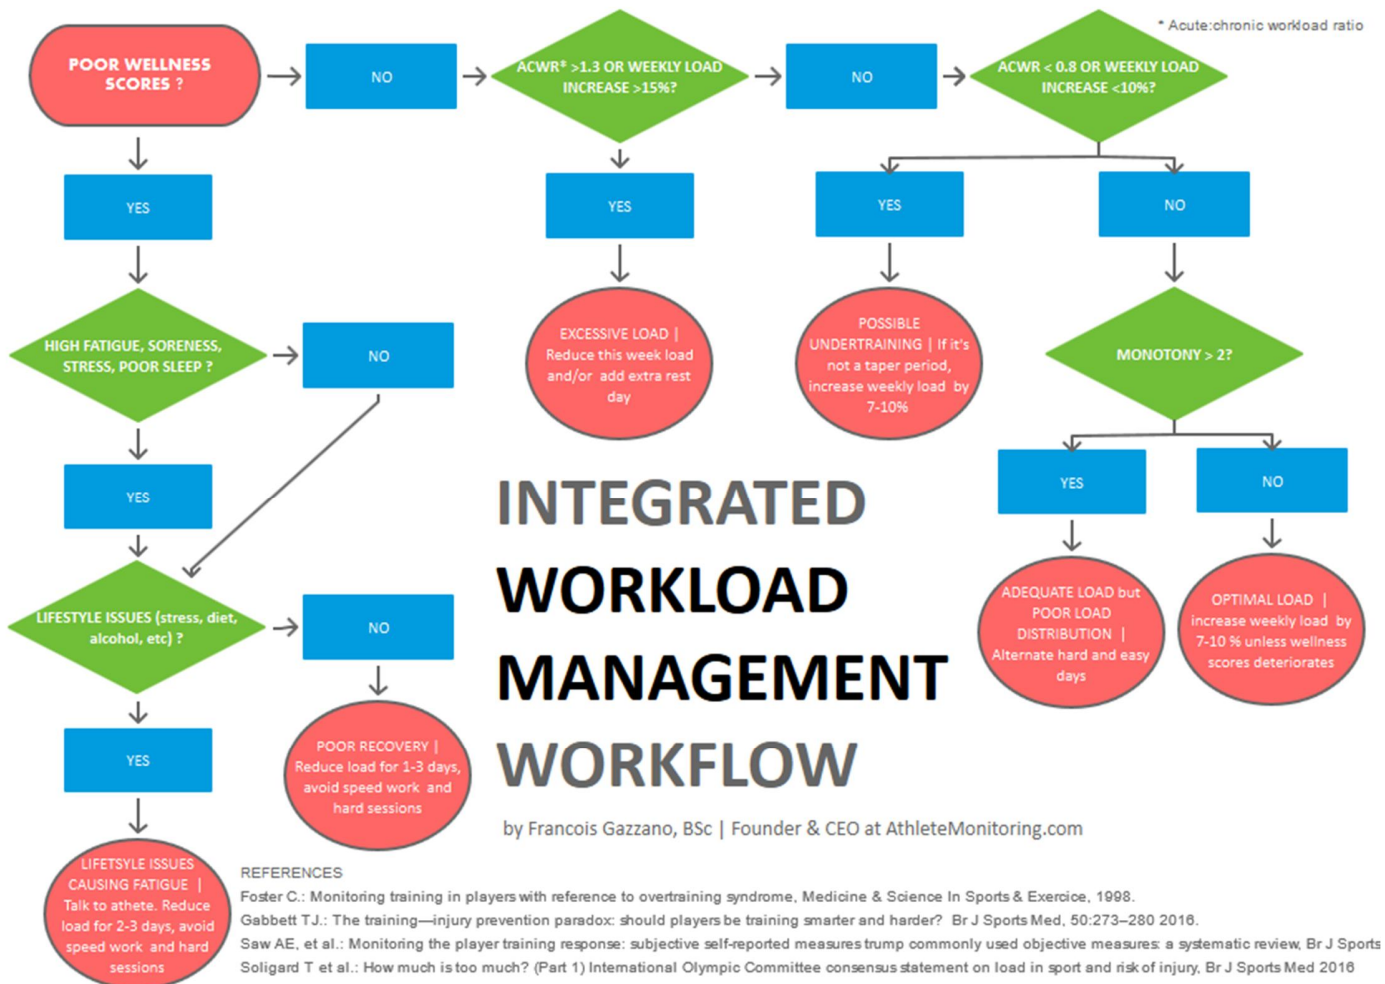 * Acute:chronic workload ratio
POOR WELLNESS
SCORES ?
NO
ACWR* >1.3 OR WEEKLY LOAD
INCREASE >15%?
NO
ACWR < 0.8 OR WEEKLY LOAD
INCREASE <10%?
YES
YES
YES
NO
HIGH FATIGUE, SORENESS,
STRESS, POOR SLEEP ?
NO
EXCESSIVE LOAD |
Reduce this week load
and/or add extra rest
day
POSSIBLE
UNDERTRAINING | If it's
not a taper period,
increase weekly load by
7-10%
MONOTONY > 2?
YES
YES
NO
LIFESTYLE ISSUES (stress, diet,
alcohol, etc) ?
NO
ADEQUATE LOAD but
POOR LOAD
DISTRIBUTION |
Alternate hard and easy
days
OPTIMAL LOAD |
increase weekly load by
7-10 % unless wellness
scores deteriorates
YES
POOR RECOVERY |
Reduce load for 1-3 days,
avoid speed work and
hard sessions
LIFETSYLE ISSUES
CAUSING FATIGUE |
Talk to athete. Reduce
load for 2-3 days, avoid
speed work and hard
sessions
INTEGRATED
WORKLOAD
MANAGEMENT
WORKFLOW
by Francois Gazzano, BSc | Founder & CEO at AthleteMonitoring.com
REFERENCES
Foster C.: Monitoring training in players with reference to overtraining syndrome, Medicine & Science In Sports & Exercice, 1998.
Gabbett TJ.: The training—injury prevention paradox: should players be training smarter and harder? Br J Sports Med, 50:273–280 2016.
Saw AE, et al.: Monitoring the player training response: subjective self-reported measures trump commonly used objective measures: a systematic review, Br J Sports
Soligard T et al.: How much is too much? (Part 1) International Olympic Committee consensus statement on load in sport and risk of injury, Br J Sports Med 2016